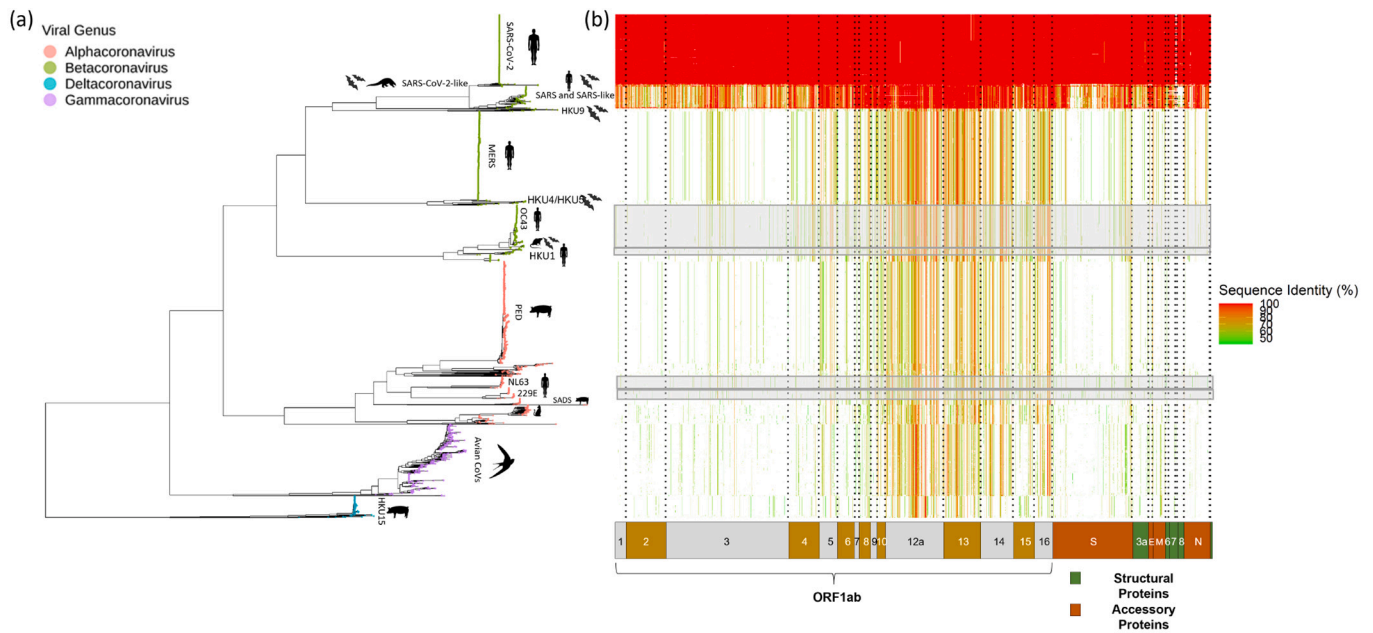 (a)
Viral Genus
Alphacoronavirus
Betacoronavirus
Deltacoronavirus
Gammacoronavirus
SARS-CoV-2
SARS-CoV-2-like
SARS and SARS-like
HKU9
MERS
HKU4/HKU5
OC43
HKU1
PED
NL63
229E
SADS
Avian CoVs
HKU15
(b)
Sequence Identity (%)
100
90
80
70
60
50
1 2 3 4 5 6 7 8 9 10 12a 13 14 15 16 S 3a E M 6 7 8 N
ORF1ab
Structural
Proteins
Accessory
Proteins